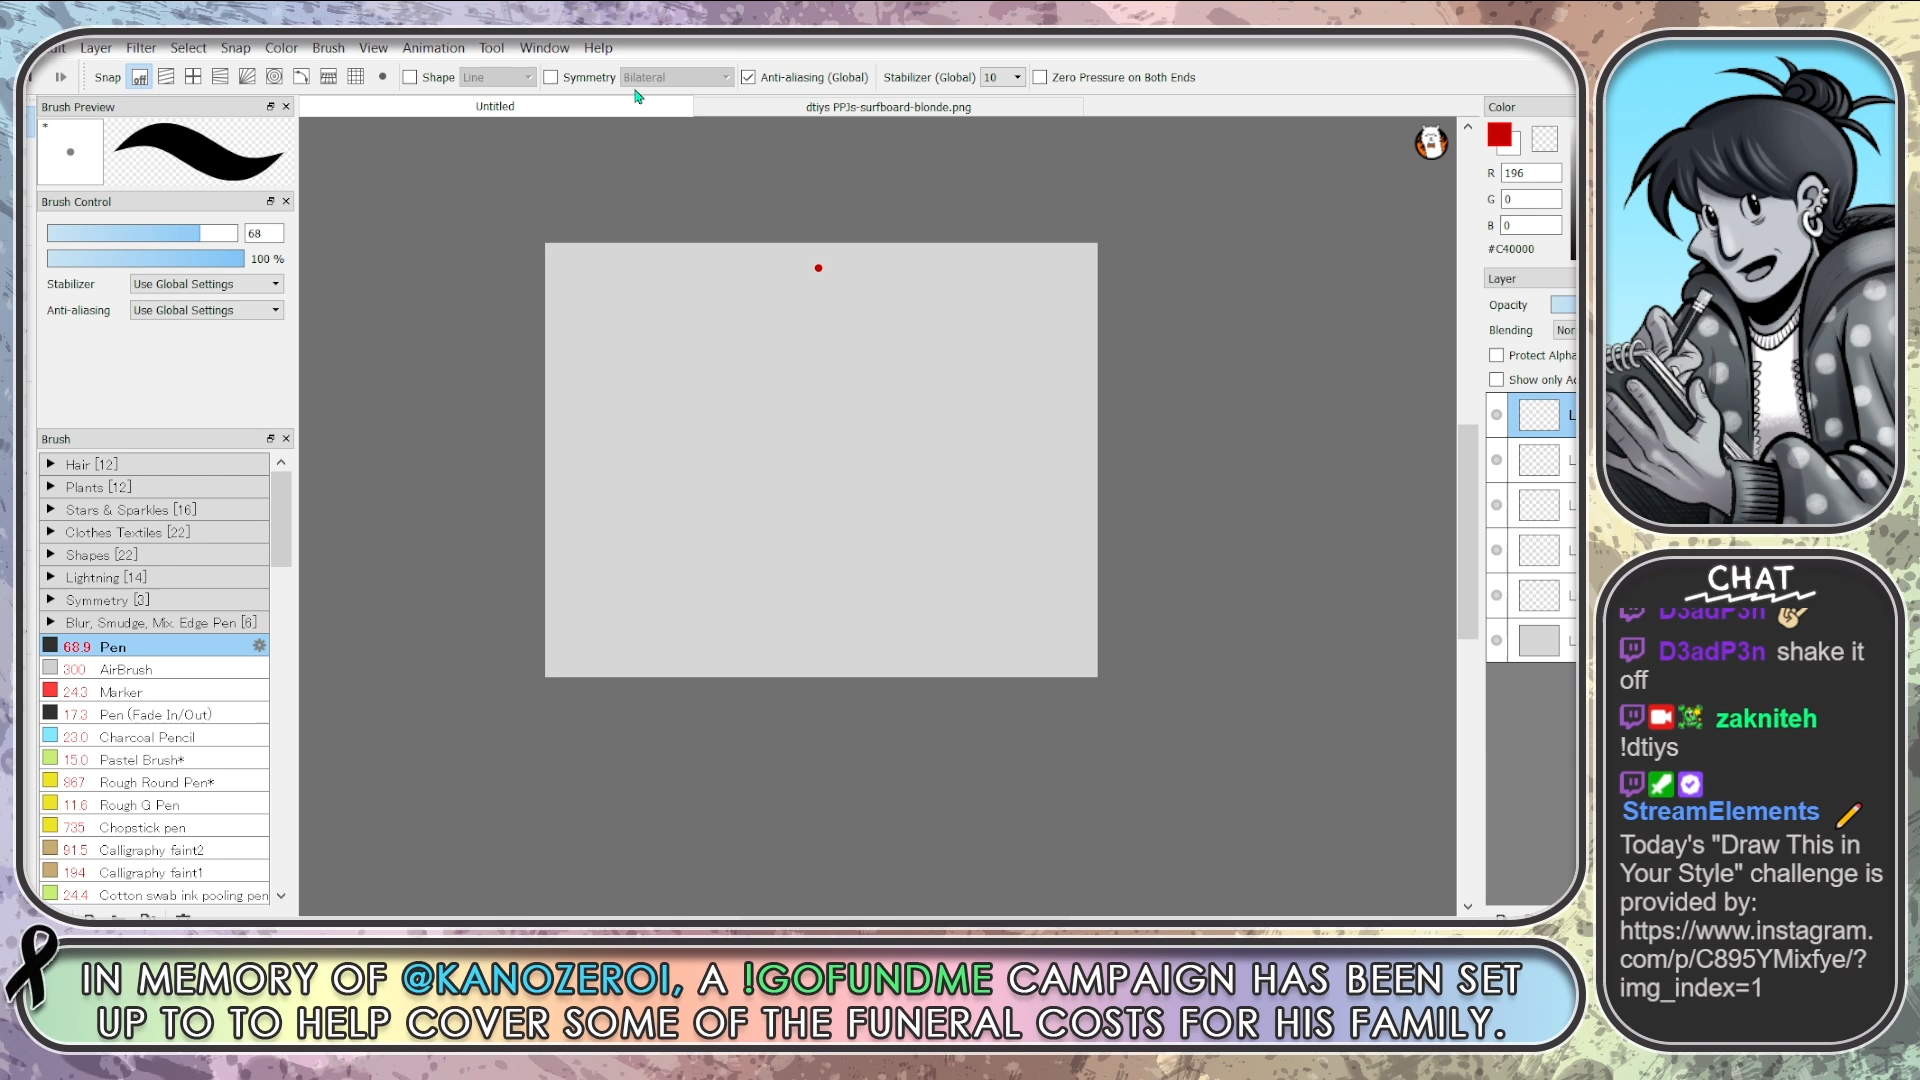 Layer Filter Select Snap Color Brush View Animation Tool Window Help
Snap off Shape Line Symmetry Bilateral Anti-aliasing (Global) Stabilizer (Global) 10 Zero Pressure on Both Ends
Brush Preview
Untitled
dtiys PPJs-surfboard-blonde.png
*
Brush Control
68
100 %
Stabilizer Use Global Settings
Anti-aliasing Use Global Settings
Brush
Hair [12]
Plants [12]
Stars & Sparkles [16]
Clothes Textiles [22]
Shapes [22]
Lightning [14]
Symmetry [3]
Blur, Smudge, Mix. Edge Pen [6]
68.9 Pen
300 AirBrush
24.3 Marker
17.3 Pen (Fade In/Out)
23.0 Charcoal Pencil
15.0 Pastel Brush*
867 Rough Round Pen*
11.6 Rough G Pen
735 Chopstick pen
91.5 Calligraphy faint2
194 Calligraphy faint1
24.4 Cotton swab ink pooling pen
Color
R 196
G 0
B 0
#C40000
Layer
Opacity
Blending Nor
Protect Alpha
Show only Ac
CHAT
D3adP3n
D3adP3n shake it
off
zakniteh
!dtiys
StreamElements
Today's "Draw This in
Your Style" challenge is
provided by:
https://www.instagram.
com/p/C895YMixfye/?
img_index=1
IN MEMORY OF @KANOZEROI, A !GOFUNDME CAMPAIGN HAS BEEN SET
UP TO TO HELP COVER SOME OF THE FUNERAL COSTS FOR HIS FAMILY.